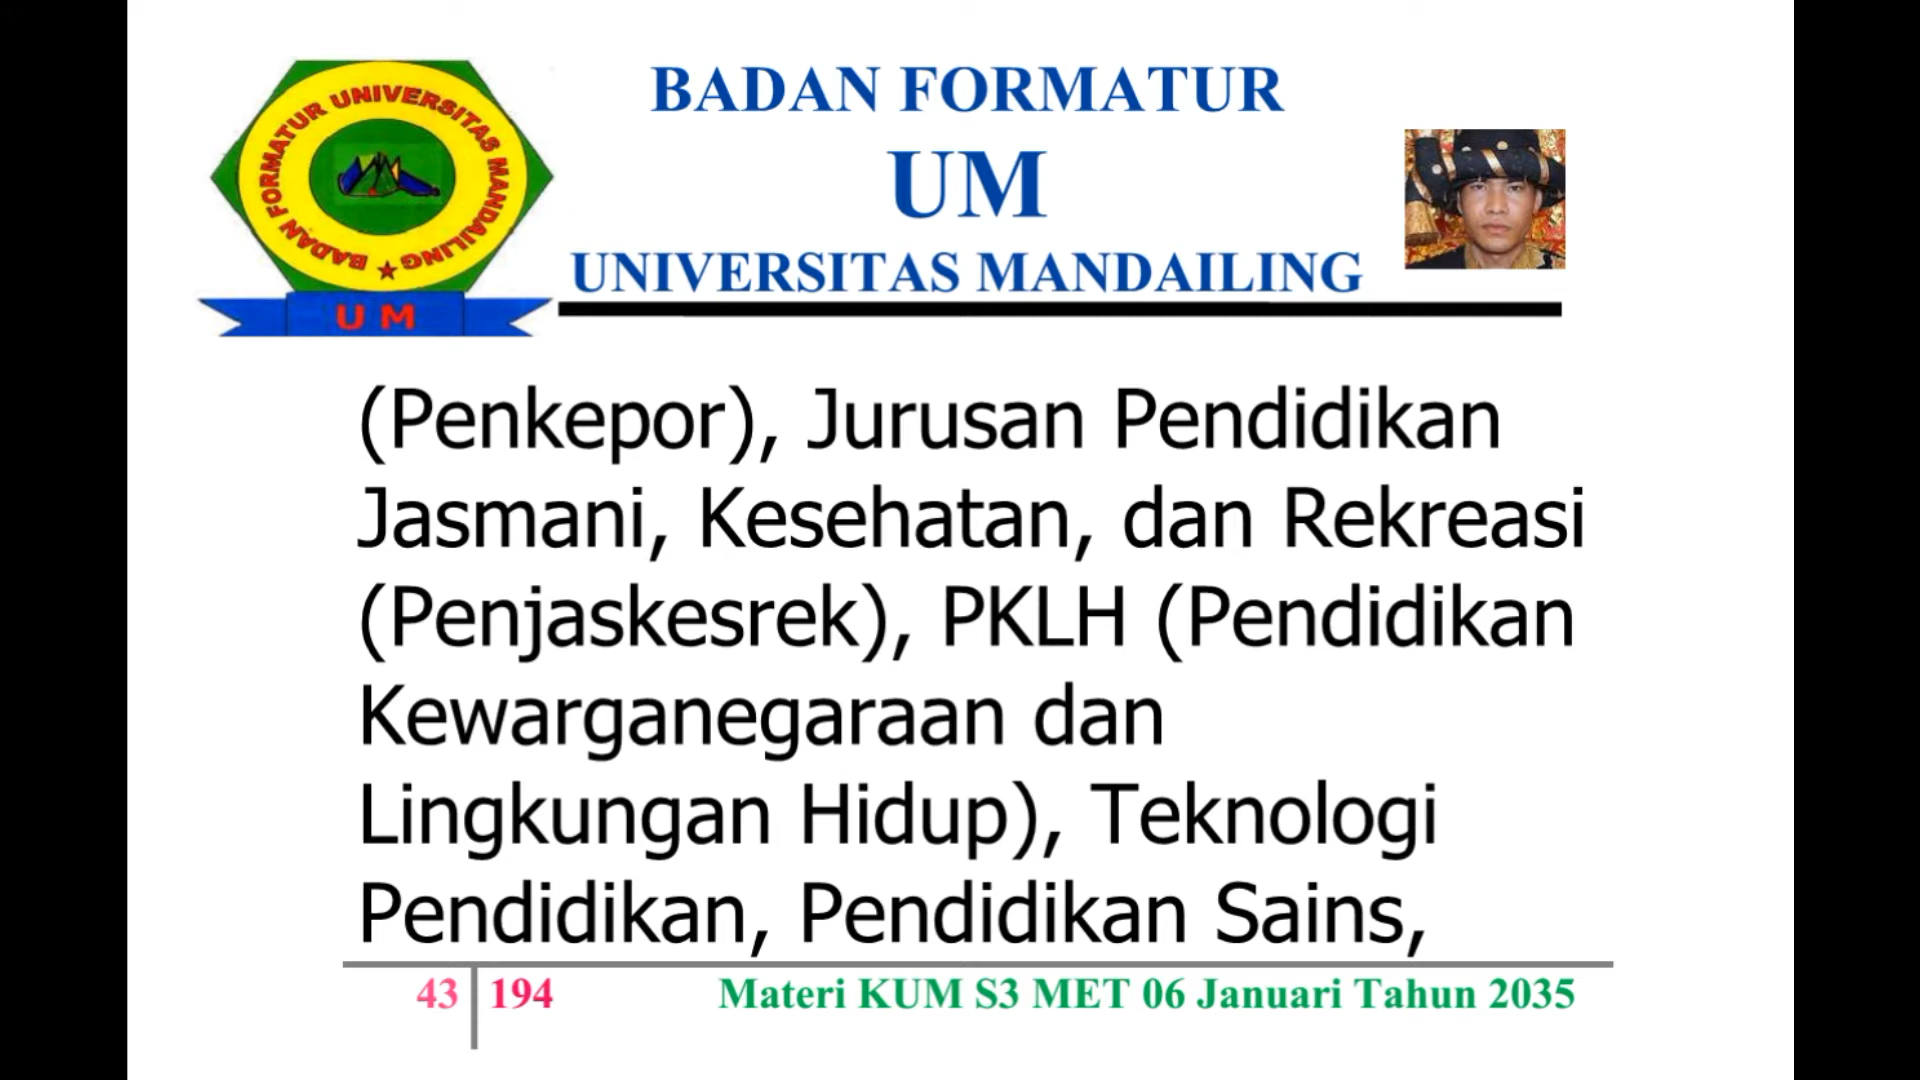 BADAN FORMATUR UNIVERSITAS MANDAILING
UM
BADAN FORMATUR
UM
UNIVERSITAS MANDAILING
(Penkepor), Jurusan Pendidikan
Jasmani, Kesehatan, dan Rekreasi
(Penjaskesrek), PKLH (Pendidikan
Kewarganegaraan dan
Lingkungan Hidup), Teknologi
Pendidikan, Pendidikan Sains,
43 194 Materi KUM S3 MET 06 Januari Tahun 2035